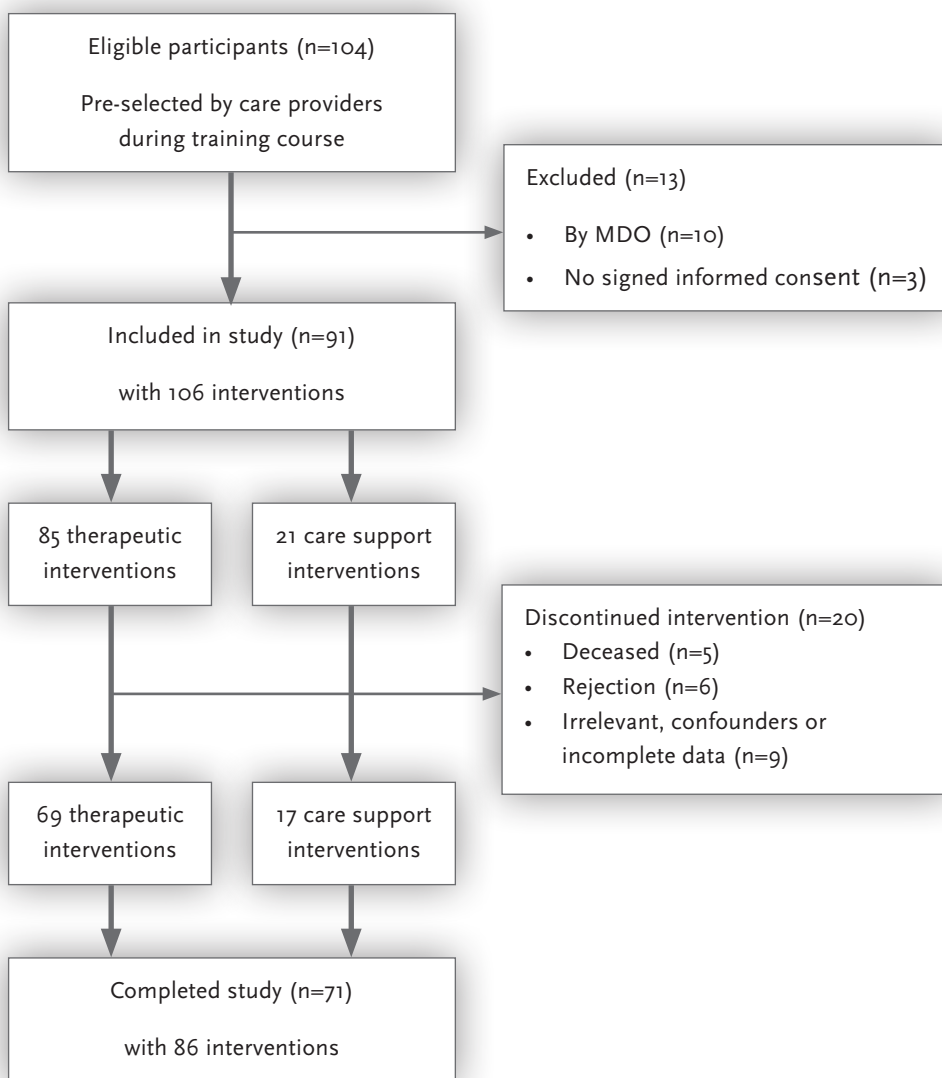 Eligible participants (n=104)
Pre-selected by care providers
during training course
Excluded (n=13)
• By MDO (n=10)
• No signed informed consent (n=3)
Included in study (n=91)
with 106 interventions
85 therapeutic
interventions
21 care support
interventions
Discontinued intervention (n=20)
• Deceased (n=5)
• Rejection (n=6)
• Irrelevant, confounders or
incomplete data (n=9)
69 therapeutic
interventions
17 care support
interventions
Completed study (n=71)
with 86 interventions